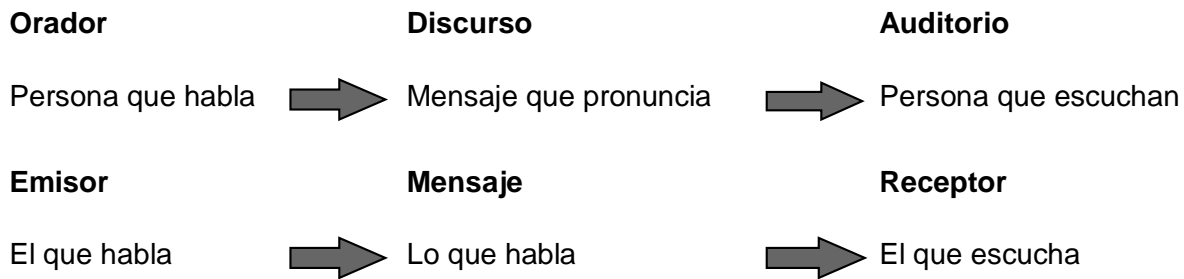 Orador Discurso Auditorio
Persona que habla Mensaje que pronuncia Persona que escuchan
Emisor Mensaje Receptor
El que habla Lo que habla El que escucha